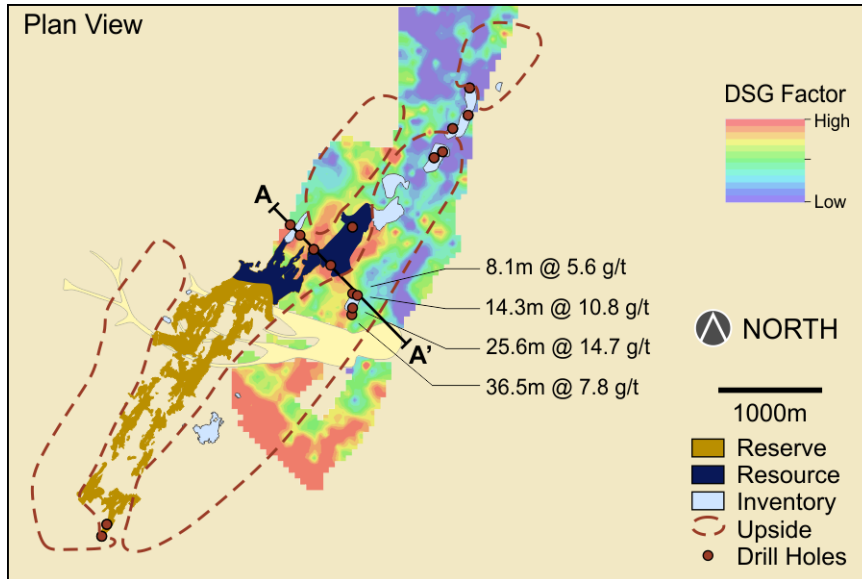 Plan View
DSG Factor
High
Low
A
8.1m @ 5.6 g/t
14.3m @ 10.8 g/t
25.6m @ 14.7 g/t
36.5m @ 7.8 g/t
A'
NORTH
1000m
Reserve
Resource
Inventory
Upside
Drill Holes